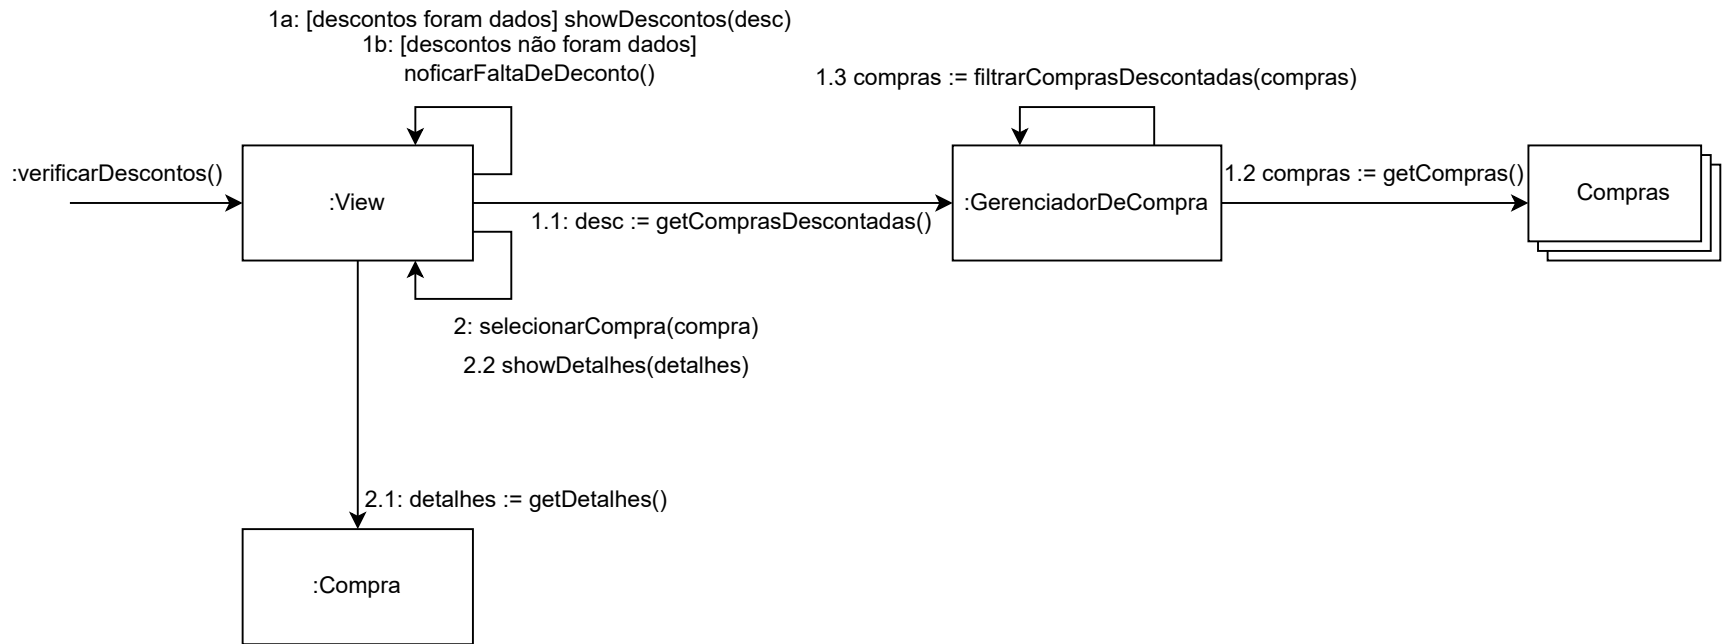 1a: [descontos foram dados] showDescontos(desc)
1b: [descontos não foram dados]
noficarFaltaDeDeconto()
1.3 compras := filtrarComprasDescontadas(compras)
:verificarDescontos()
:View
1.1: desc := getComprasDescontadas()
:GerenciadorDeCompra
1.2 compras := getCompras()
Compras
2: selecionarCompra(compra)
2.2 showDetalhes(detalhes)
2.1: detalhes := getDetalhes()
:Compra